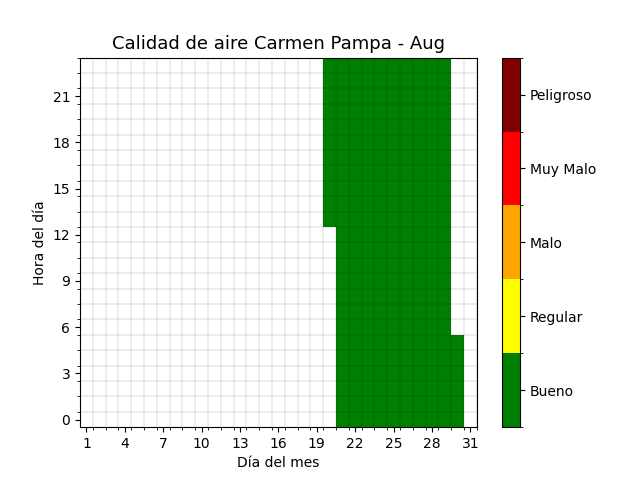 Calidad de aire Carmen Pampa - Aug
Hora del día
21
18
15
12
9
6
3
0
1 4 7 10 13 16 19 22 25 28 31
Día del mes
Peligroso
Muy Malo
Malo
Regular
Bueno